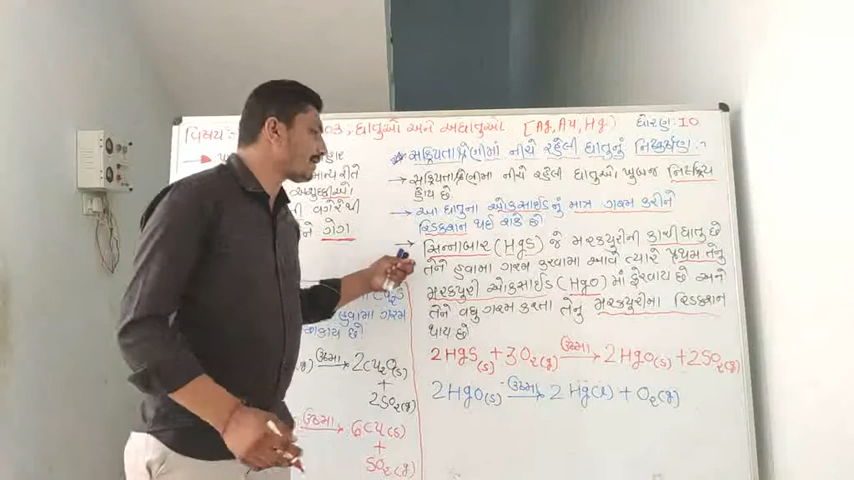 વિષય 03 : ધાતુઓ અને અધાતુઓ [Ag, Au, Hg] ધોરણ : 10
ગરમ
ઉષ્મા → 2Cu₂O(s)
+
2SO₂(g)
ઉષ્મા → 6Cu(s)
+
SO₂(g)
સક્રિયતા શ્રેણીમાં નીચે રહેલી ધાતુનું નિષ્કર્ષણ :-
→ સક્રિયતા શ્રેણીમાં નીચે રહેલી ધાતુઓ, ખુબજ નિષ્ક્રિય
હોય છે
→ આ ધાતુના ઓક્સાઈડનું માત્ર ગરમ કરીને
રિડક્શન થઈ શકે છે
→ સિન્નાબાર (HgS) જે મરક્યુરીની કાચી ધાતુ છે
તેને હવામાં ગરમ કરવામાં આવે ત્યારે પ્રથમ તેનુ
મરક્યુરી ઓક્સાઈડ (HgO) માં ફેરવાય છે અને
તેને વધુ ગરમ કરતા તેનુ મરક્યુરીમા રિડક્શન
થાય છે
2HgS(s) + 3O₂(g) ઉષ્મા → 2HgO(s) + 2SO₂(g)
2HgO(s) ઉષ્મા → 2Hg(l) + O₂(g)